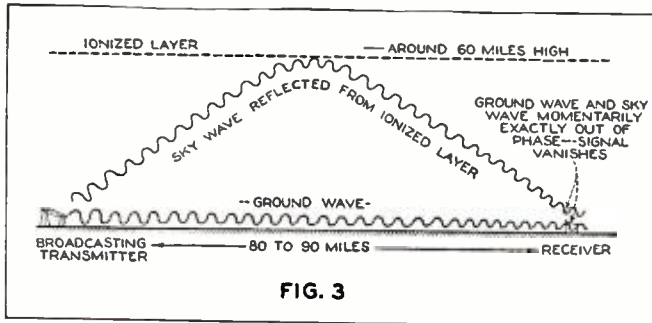 IONIZED LAYER
—AROUND 60 MILES HIGH
SKY WAVE REFLECTED FROM IONIZED LAYER
GROUND WAVE AND SKY
WAVE MOMENTARILY
EXACTLY OUT OF
PHASE--SIGNAL
VANISHES
--GROUND WAVE-
BROADCASTING
TRANSMITTER
80 TO 90 MILES
RECEIVER
FIG. 3